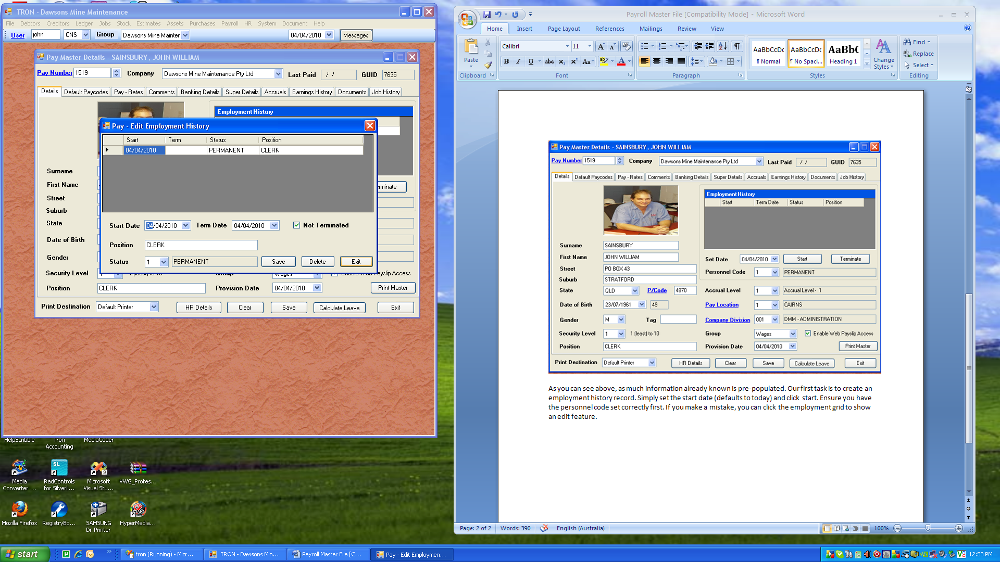 TRON - Dawsons Mine Maintenance
File Debtors Creditors Ledger Jobs Stock Estimates Assets Purchases Payroll HR System Document Help
User john CNS Group Dawsons Mine Mainter 04/04/2010 Messages
Pay Master Details - SAINSBURY , JOHN WILLIAM
Pay Number 1519 Company Dawsons Mine Maintenance Pty Ltd Last Paid / / GUID 7635
Details Default Paycodes Pay - Rates Comments Banking Details Super Details Accruals Earnings History Documents Job History
Employment History
Pay - Edit Employment History
Start Term Status Position
04/04/2010 PERMANENT CLERK
Surname
First Name
Street
Suburb
State
Date of Birth
Gender
Start Date 04/04/2010 Term Date 04/04/2010 Not Terminated
Position CLERK
Status 1 PERMANENT Save Delete Exit
Security Level
Position CLERK Provision Date 04/04/2010 Print Master
Print Destination Default Printer HR Details Clear Save Calculate Leave Exit
HelpScribble Tron Accounting MediaCoder
Media Converter ... RadControls for Silverli... Microsoft Visual Stu... VWG_Profes...
Mozilla Firefox RegistryBo... SAMSUNG Dr.Printer HyperMedia...
Payroll Master File [Compatibility Mode] - Microsoft Word
Home Insert Page Layout References Mailings Review View
Paste Calibri 11 AaBbCcDc AaBbCcDc AaBbC Change Styles Find Replace Select
¶ Normal ¶ No Spaci... Heading 1
Clipboard Font Paragraph Styles Editing
Pay Master Details - SAINSBURY , JOHN WILLIAM
Pay Number 1519 Company Dawsons Mine Maintenance Pty Ltd Last Paid / / GUID 7635
Details Default Paycodes Pay - Rates Comments Banking Details Super Details Accruals Earnings History Documents Job History
Employment History
Start Term Date Status Position
Surname SAINSBURY
First Name JOHN WILLIAM Set Date 04/04/2010 Start Terminate
Street PO BOX 43 Personnel Code 1 PERMANENT
Suburb STRATFORD
State QLD P/Code 4870 Accrual Level 1 Accrual Level - 1
Date of Birth 23/07/1961 49 Pay Location 1 CAIRNS
Gender M Tag Company Division 001 DMM - ADMINISTRATION
Security Level 1 1 (least) to 10 Group Wages Enable Web Payslip Access
Position CLERK Provision Date 04/04/2010 Print Master
Print Destination Default Printer HR Details Clear Save Calculate Leave Exit
As you can see above, as much information already known is pre-populated. Our first task is to create an
employment history record. Simply set the start date (defaults to today) and click start. Ensure you have
the personnel code set correctly first. If you make a mistake, you can click the employment grid to show
an edit feature.
Page: 2 of 2 Words: 390 English (Australia) 100%
start tron (Running) - Micr... TRON - Dawsons Min... Payroll Master File [C... Pay - Edit Employmen... 12:53 PM